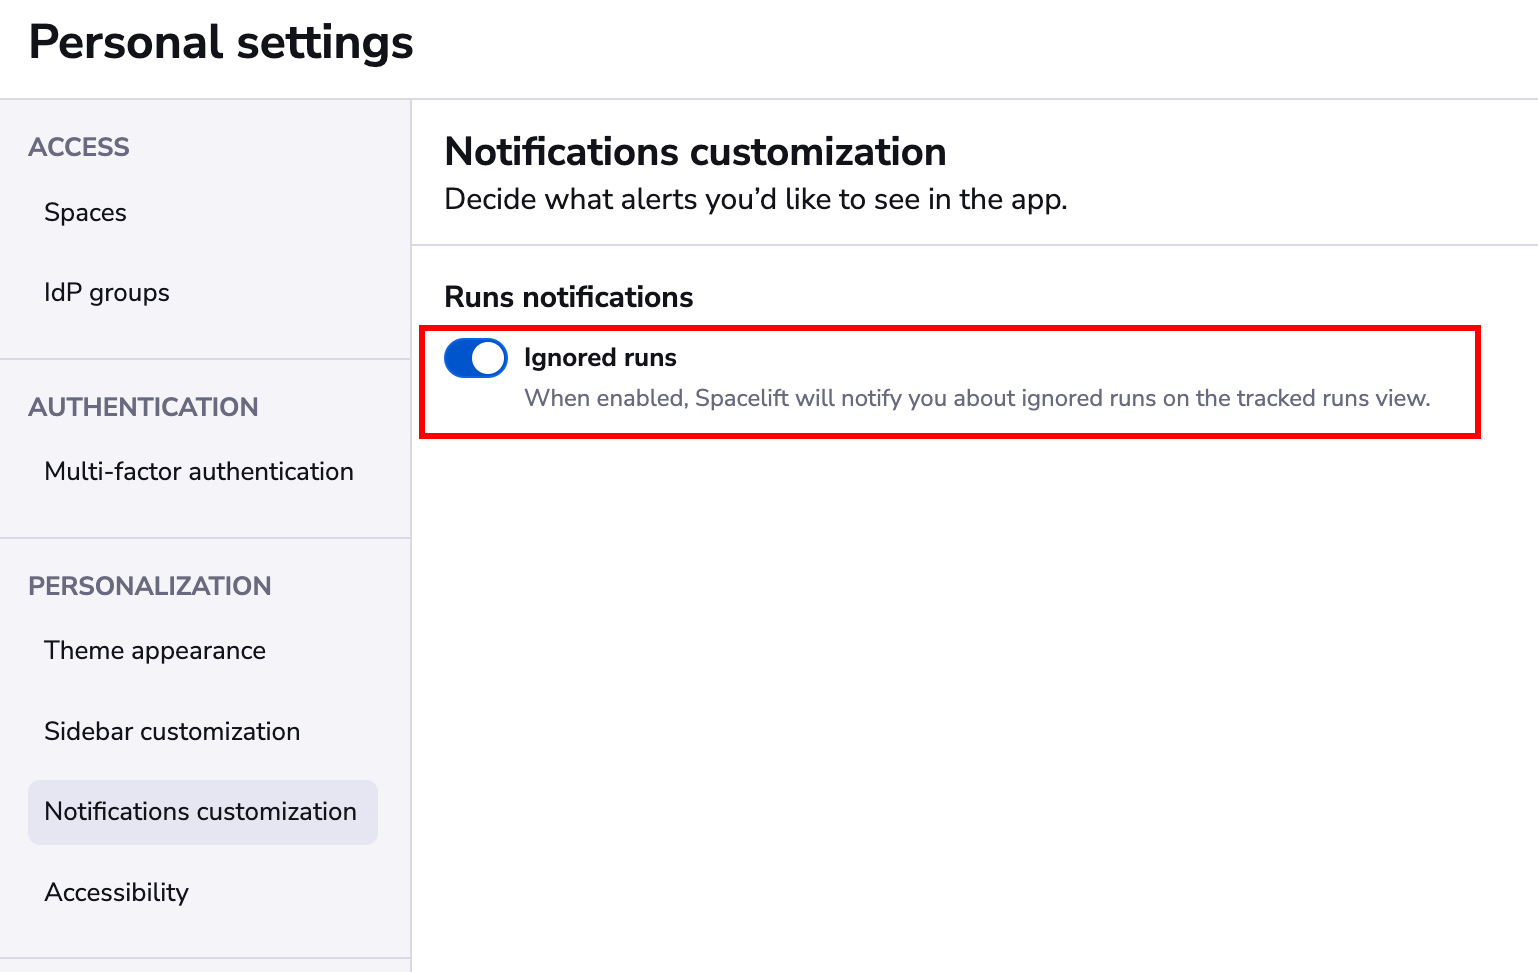 Personal settings
ACCESS
Spaces
IdP groups
AUTHENTICATION
Multi-factor authentication
PERSONALIZATION
Theme appearance
Sidebar customization
Notifications customization
Accessibility
Notifications customization
Decide what alerts you’d like to see in the app.
Runs notifications
Ignored runs
When enabled, Spacelift will notify you about ignored runs on the tracked runs view.